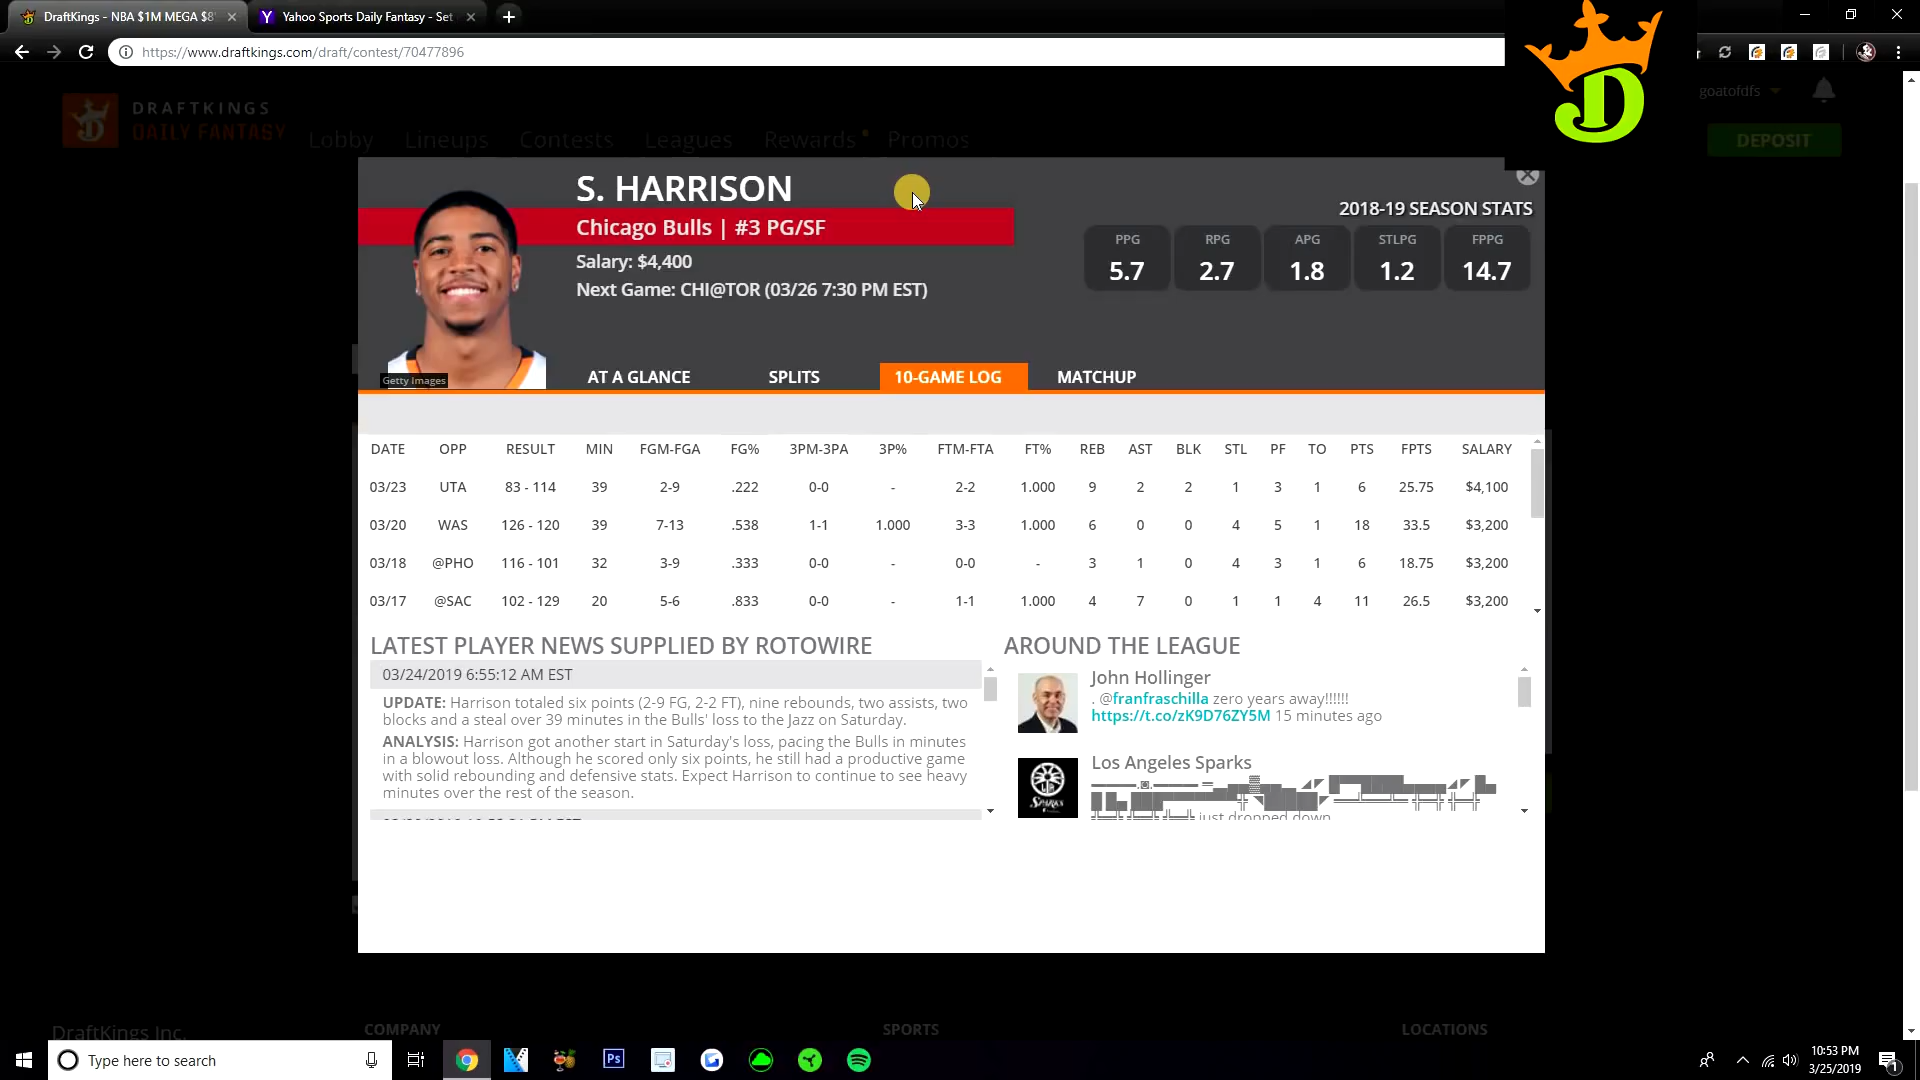 DraftKings - NBA $1M MEGA $8'
Yahoo Sports Daily Fantasy - Set
https://www.draftkings.com/draft/contest/70477896
DRAFTKINGS
DAILY FANTASY
Lobby Lineups Contests Leagues Rewards Promos
goatofdfs
DEPOSIT
S. HARRISON
Chicago Bulls | #3 PG/SF
Salary: $4,400
Next Game: CHI@TOR (03/26 7:30 PM EST)
2018-19 SEASON STATS
PPG RPG APG STLPG FPPG
5.7 2.7 1.8 1.2 14.7
Getty Images
AT A GLANCE SPLITS 10-GAME LOG MATCHUP
DATE OPP RESULT MIN FGM-FGA FG% 3PM-3PA 3P% FTM-FTA FT% REB AST BLK STL PF TO PTS FPTS SALARY
03/23 UTA 83 - 114 39 2-9 .222 0-0 - 2-2 1.000 9 2 2 1 3 1 6 25.75 $4,100
03/20 WAS 126 - 120 39 7-13 .538 1-1 1.000 3-3 1.000 6 0 0 4 5 1 18 33.5 $3,200
03/18 @PHO 116 - 101 32 3-9 .333 0-0 - 0-0 - 3 1 0 4 3 1 6 18.75 $3,200
03/17 @SAC 102 - 129 20 5-6 .833 0-0 - 1-1 1.000 4 7 0 1 1 4 11 26.5 $3,200
LATEST PLAYER NEWS SUPPLIED BY ROTOWIRE
03/24/2019 6:55:12 AM EST
UPDATE: Harrison totaled six points (2-9 FG, 2-2 FT), nine rebounds, two assists, two
blocks and a steal over 39 minutes in the Bulls' loss to the Jazz on Saturday.
ANALYSIS: Harrison got another start in Saturday's loss, pacing the Bulls in minutes
in a blowout loss. Although he scored only six points, he still had a productive game
with solid rebounding and defensive stats. Expect Harrison to continue to see heavy
minutes over the rest of the season.
AROUND THE LEAGUE
John Hollinger
. @franfraschilla zero years away!!!!!!
https://t.co/zK9D76ZY5M 15 minutes ago
Los Angeles Sparks
SPARKS
just dropped down
DraftKings Inc.
COMPANY
SPORTS
LOCATIONS
Type here to search
Ps
10:53 PM
3/25/2019
1